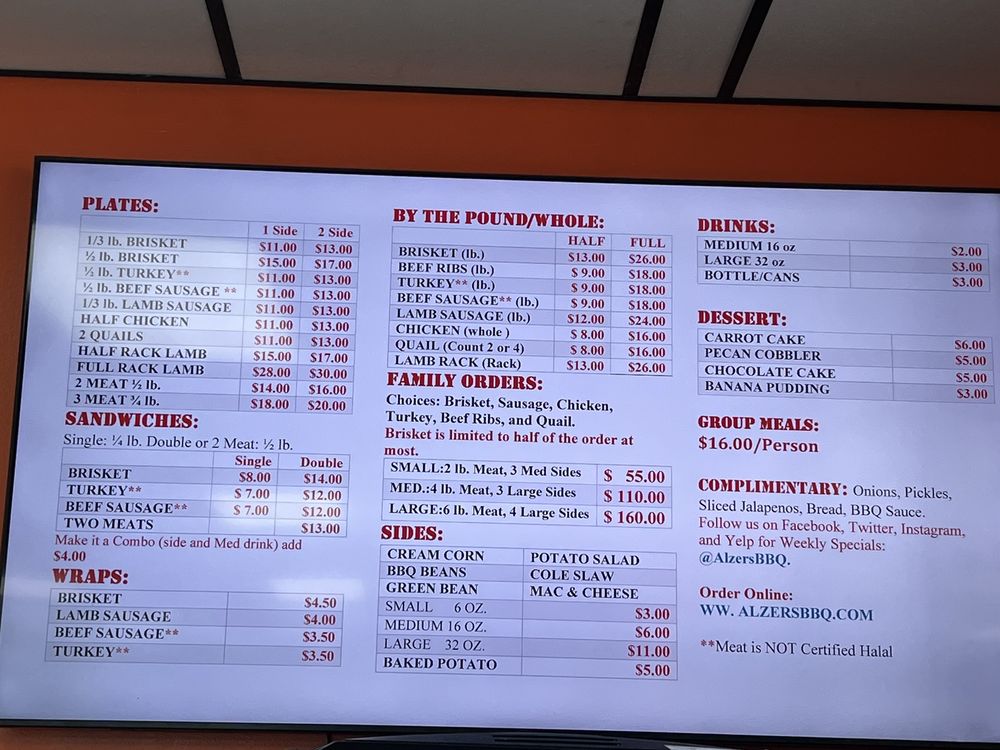 PLATES:
1 Side 2 Side
1/3 lb. BRISKET $11.00 $13.00
½ lb. BRISKET $15.00 $17.00
½ lb. TURKEY** $11.00 $13.00
½ lb. BEEF SAUSAGE ** $11.00 $13.00
1/3 lb. LAMB SAUSAGE $11.00 $13.00
HALF CHICKEN $11.00 $13.00
2 QUAILS $11.00 $13.00
HALF RACK LAMB $15.00 $17.00
FULL RACK LAMB $28.00 $30.00
2 MEAT ½ lb. $14.00 $16.00
3 MEAT ¾ lb. $18.00 $20.00
SANDWICHES:
Single: ¼ lb. Double or 2 Meat: ½ lb.
Single Double
BRISKET $8.00 $14.00
TURKEY** $ 7.00 $12.00
BEEF SAUSAGE** $ 7.00 $12.00
TWO MEATS $13.00
Make it a Combo (side and Med drink) add
$4.00
WRAPS:
BRISKET $4.50
LAMB SAUSAGE $4.00
BEEF SAUSAGE** $3.50
TURKEY** $3.50
BY THE POUND/WHOLE:
HALF FULL
BRISKET (lb.) $13.00 $26.00
BEEF RIBS (lb.) $ 9.00 $18.00
TURKEY** (lb.) $ 9.00 $18.00
BEEF SAUSAGE** (lb.) $ 9.00 $18.00
LAMB SAUSAGE (lb.) $12.00 $24.00
CHICKEN (whole ) $ 8.00 $16.00
QUAIL (Count 2 or 4) $ 8.00 $16.00
LAMB RACK (Rack) $13.00 $26.00
FAMILY ORDERS:
Choices: Brisket, Sausage, Chicken,
Turkey, Beef Ribs, and Quail.
Brisket is limited to half of the order at
most.
SMALL:2 lb. Meat, 3 Med Sides $ 55.00
MED.:4 lb. Meat, 3 Large Sides $ 110.00
LARGE:6 lb. Meat, 4 Large Sides $ 160.00
SIDES:
CREAM CORN POTATO SALAD
BBQ BEANS COLE SLAW
GREEN BEAN MAC & CHEESE
SMALL 6 OZ. $3.00
MEDIUM 16 OZ. $6.00
LARGE 32 OZ. $11.00
BAKED POTATO $5.00
DRINKS:
MEDIUM 16 oz $2.00
LARGE 32 oz $3.00
BOTTLE/CANS $3.00
DESSERT:
CARROT CAKE $6.00
PECAN COBBLER $5.00
CHOCOLATE CAKE $5.00
BANANA PUDDING $3.00
GROUP MEALS:
$16.00/Person
COMPLIMENTARY: Onions, Pickles,
Sliced Jalapenos, Bread, BBQ Sauce.
Follow us on Facebook, Twitter, Instagram,
and Yelp for Weekly Specials:
@AlzersBBQ.
Order Online:
WW. ALZERSBBQ.COM
**Meat is NOT Certified Halal